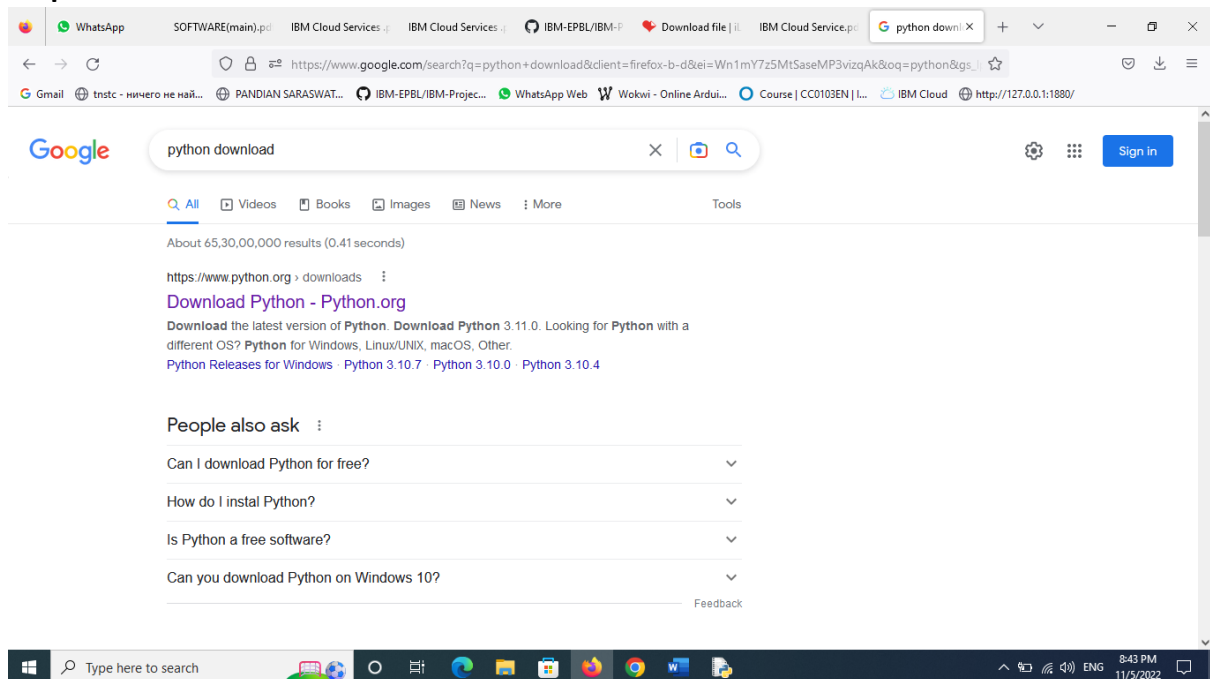 WhatsApp SOFTWARE(main).pd IBM Cloud Services .p IBM Cloud Services .p IBM-EPBL/IBM-P Download file | iL IBM Cloud Service.pd python downlo
https://www.google.com/search?q=python+download&client=firefox-b-d&ei=Wn1mY7z5MtSaseMP3vizqAk&oq=python&gs_l
Gmail tnstc - ничего не най... PANDIAN SARASWAT... IBM-EPBL/IBM-Projec... WhatsApp Web Wokwi - Online Ardui... Course | CC0103EN | I... IBM Cloud http://127.0.0.1:1880/
Google python download Sign in
All Videos Books Images News More Tools
About 65,30,00,000 results (0.41 seconds)
https://www.python.org › downloads
Download Python - Python.org
Download the latest version of Python. Download Python 3.11.0. Looking for Python with a
different OS? Python for Windows, Linux/UNIX, macOS, Other.
Python Releases for Windows · Python 3.10.7 · Python 3.10.0 · Python 3.10.4
People also ask
Can I download Python for free?
How do I instal Python?
Is Python a free software?
Can you download Python on Windows 10?
Feedback
Type here to search ENG 8:43 PM
11/5/2022